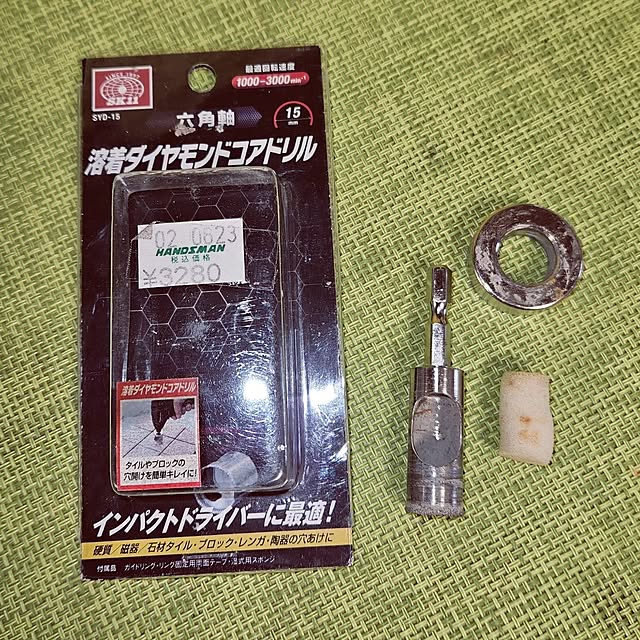 SINCE 1967
SK11
SYD-15
最適回転速度
1000-3000min⁻¹
六角軸
15
mm
溶着ダイヤモンドコアドリル
02 0623
HANDSMAN
税込価格
¥3280
溶着ダイヤモンドコアドリル
タイルやブロックの
穴開けを簡単キレイに!
インパクトドライバーに最適!
硬質/磁器/石材タイル・ブロック・レンガ・陶器の穴あけに
付属品 ガイドリング・リング固定用両面テープ・湿式用スポンジ